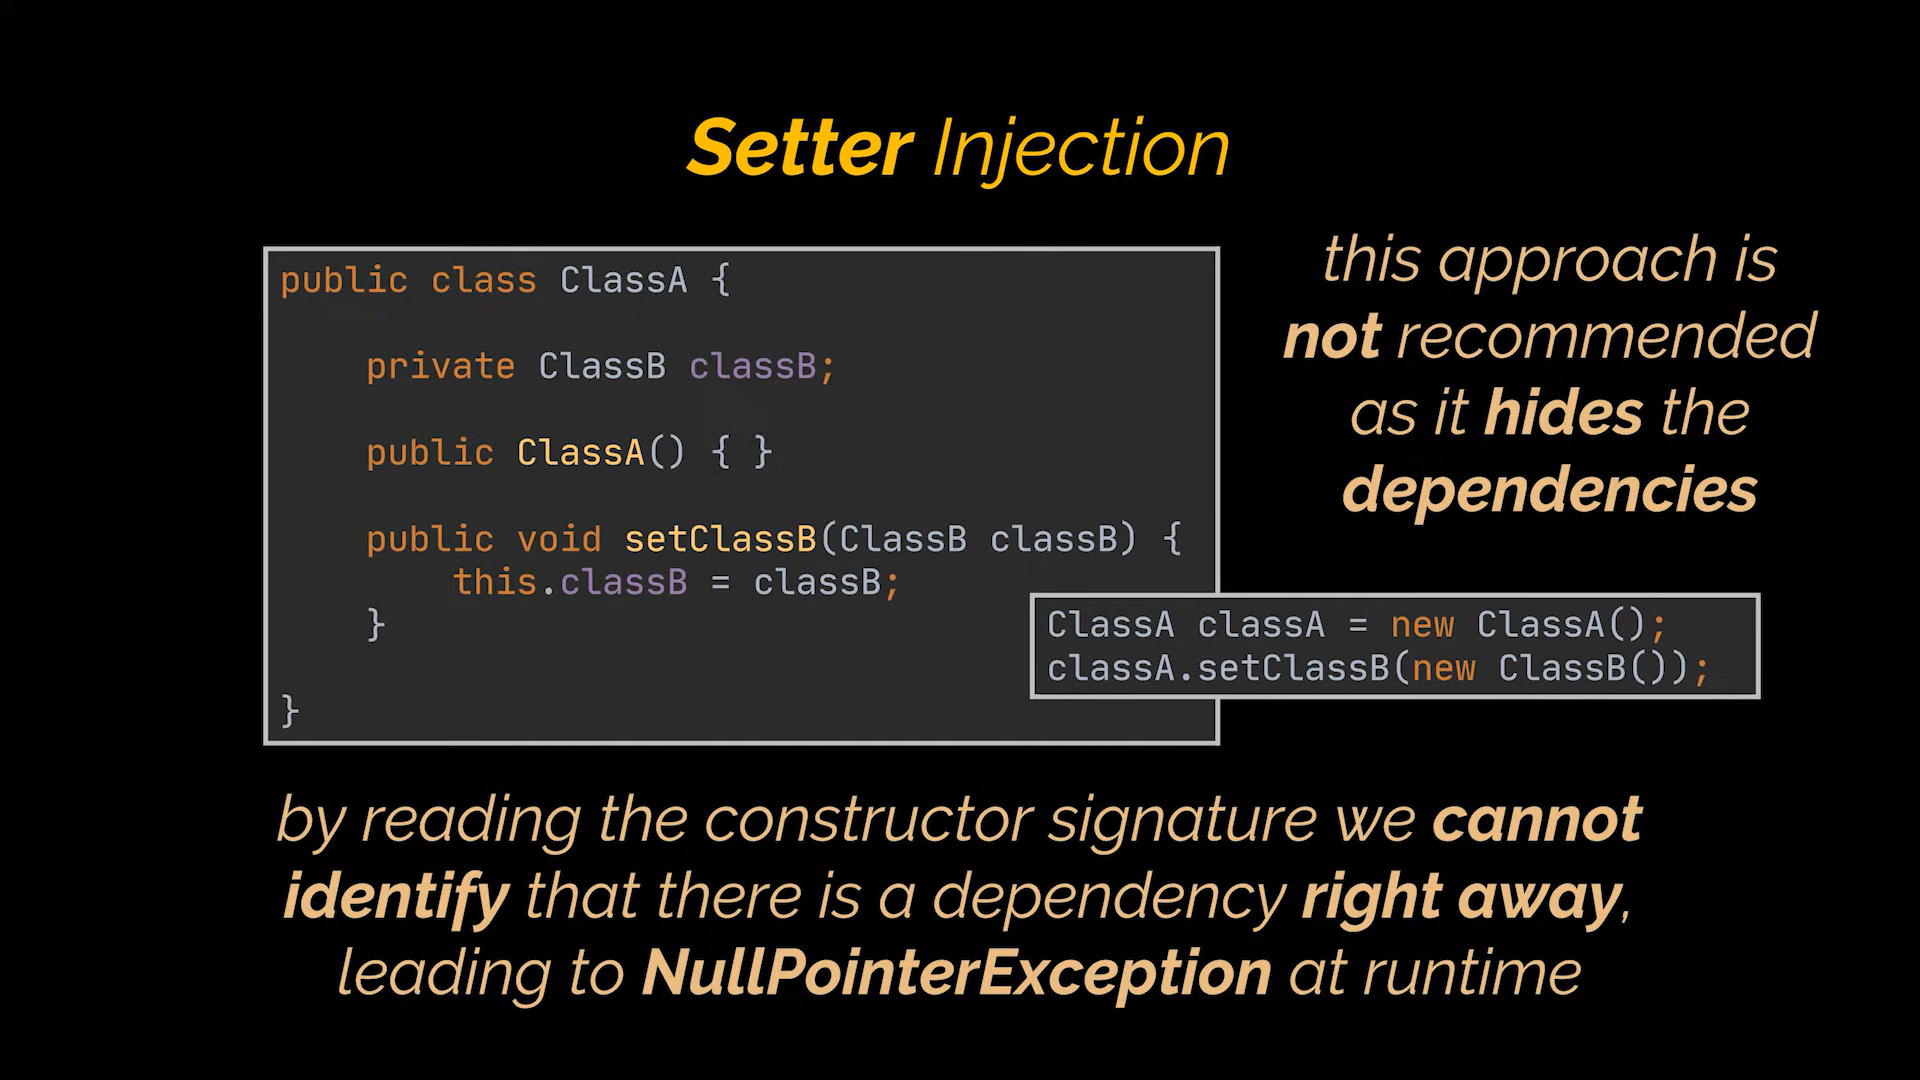 Setter Injection
public class ClassA {
private ClassB classB;
public ClassA() { }
public void setClassB(ClassB classB) {
this.classB = classB;
}
}
this approach is
not recommended
as it hides the
dependencies
ClassA classA = new ClassA();
classA.setClassB(new ClassB());
by reading the constructor signature we cannot
identify that there is a dependency right away,
leading to NullPointerException at runtime